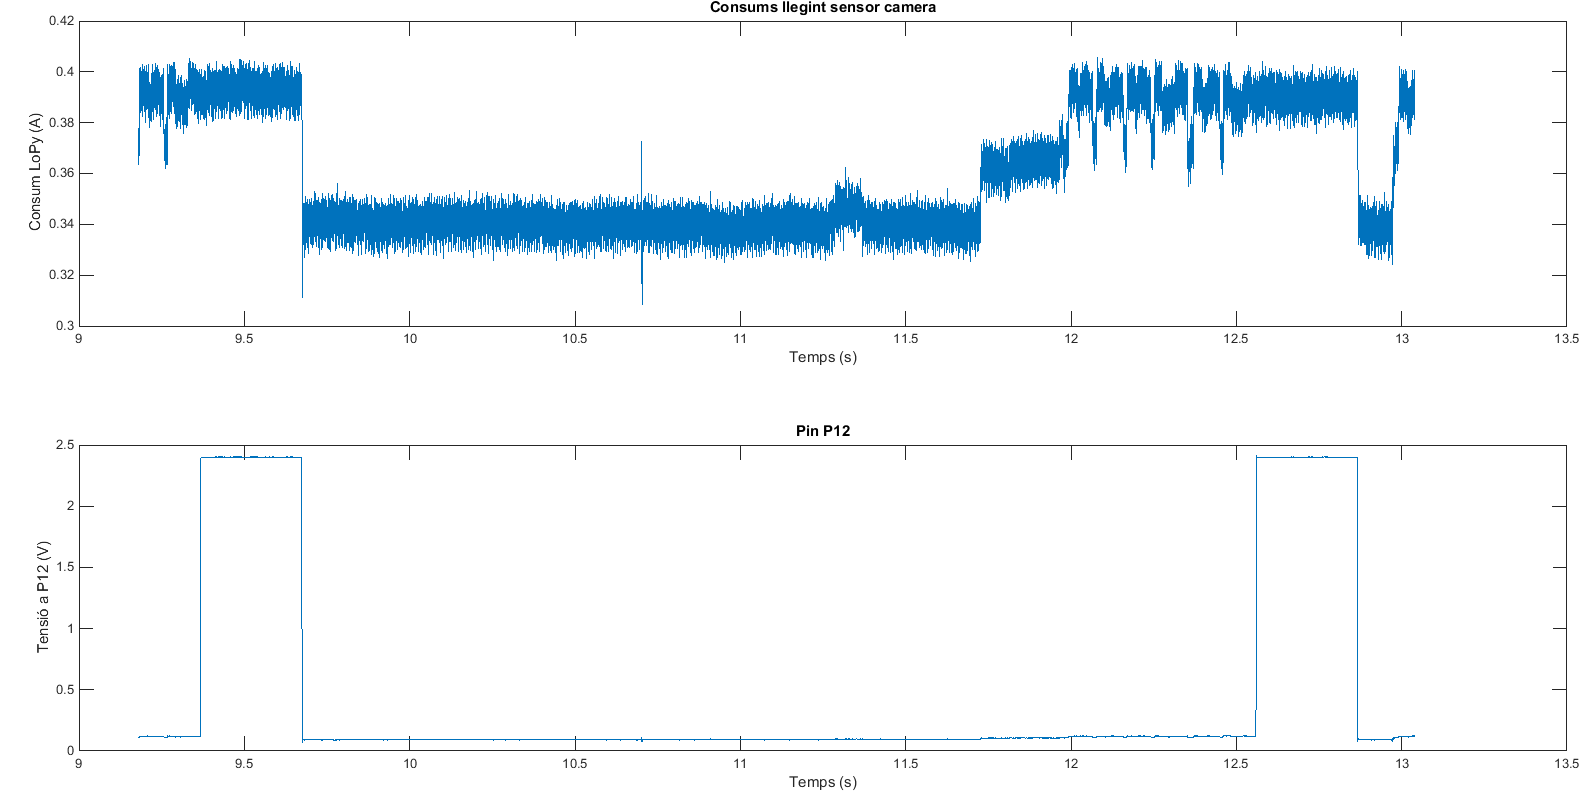 Consums llegint sensor camera
Consum LoPy (A)
0.42
0.4
0.38
0.36
0.34
0.32
0.3
9 9.5 10 10.5 11 11.5 12 12.5 13 13.5
Temps (s)
Pin P12
Tensió a P12 (V)
2.5
2
1.5
1
0.5
0
9 9.5 10 10.5 11 11.5 12 12.5 13 13.5
Temps (s)